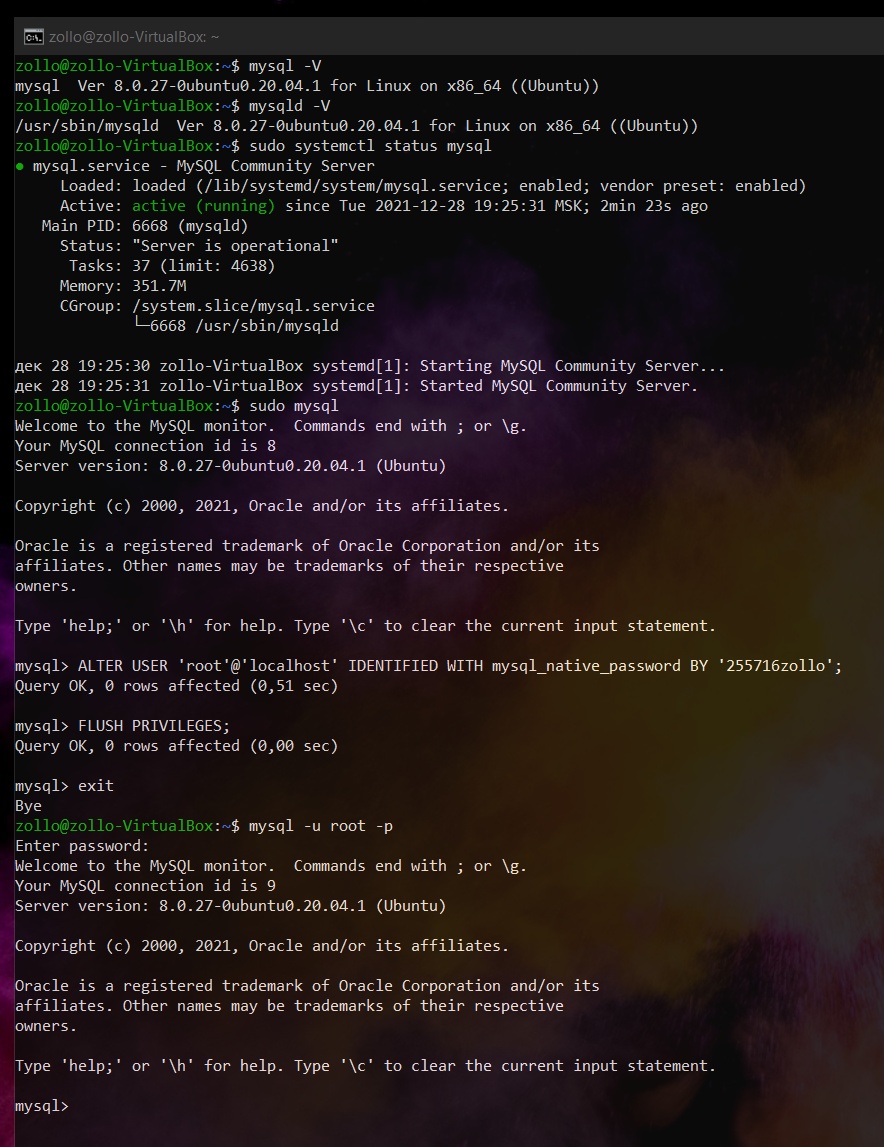 zollo@zollo-VirtualBox: ~
zollo@zollo-VirtualBox:~$ mysql -V
mysql  Ver 8.0.27-0ubuntu0.20.04.1 for Linux on x86_64 ((Ubuntu))
zollo@zollo-VirtualBox:~$ mysqld -V
/usr/sbin/mysqld  Ver 8.0.27-0ubuntu0.20.04.1 for Linux on x86_64 ((Ubuntu))
zollo@zollo-VirtualBox:~$ sudo systemctl status mysql
● mysql.service - MySQL Community Server
     Loaded: loaded (/lib/systemd/system/mysql.service; enabled; vendor preset: enabled)
     Active: active (running) since Tue 2021-12-28 19:25:31 MSK; 2min 23s ago
   Main PID: 6668 (mysqld)
     Status: "Server is operational"
      Tasks: 37 (limit: 4638)
     Memory: 351.7M
     CGroup: /system.slice/mysql.service
             └─6668 /usr/sbin/mysqld
дек 28 19:25:30 zollo-VirtualBox systemd[1]: Starting MySQL Community Server...
дек 28 19:25:31 zollo-VirtualBox systemd[1]: Started MySQL Community Server.
zollo@zollo-VirtualBox:~$ sudo mysql
Welcome to the MySQL monitor.  Commands end with ; or \g.
Your MySQL connection id is 8
Server version: 8.0.27-0ubuntu0.20.04.1 (Ubuntu)
Copyright (c) 2000, 2021, Oracle and/or its affiliates.
Oracle is a registered trademark of Oracle Corporation and/or its
affiliates. Other names may be trademarks of their respective
owners.
Type 'help;' or '\h' for help. Type '\c' to clear the current input statement.
mysql> ALTER USER 'root'@'localhost' IDENTIFIED WITH mysql_native_password BY '255716zollo';
Query OK, 0 rows affected (0,51 sec)
mysql> FLUSH PRIVILEGES;
Query OK, 0 rows affected (0,00 sec)
mysql> exit
Bye
zollo@zollo-VirtualBox:~$ mysql -u root -p
Enter password:
Welcome to the MySQL monitor.  Commands end with ; or \g.
Your MySQL connection id is 9
Server version: 8.0.27-0ubuntu0.20.04.1 (Ubuntu)
Copyright (c) 2000, 2021, Oracle and/or its affiliates.
Oracle is a registered trademark of Oracle Corporation and/or its
affiliates. Other names may be trademarks of their respective
owners.
Type 'help;' or '\h' for help. Type '\c' to clear the current input statement.
mysql>